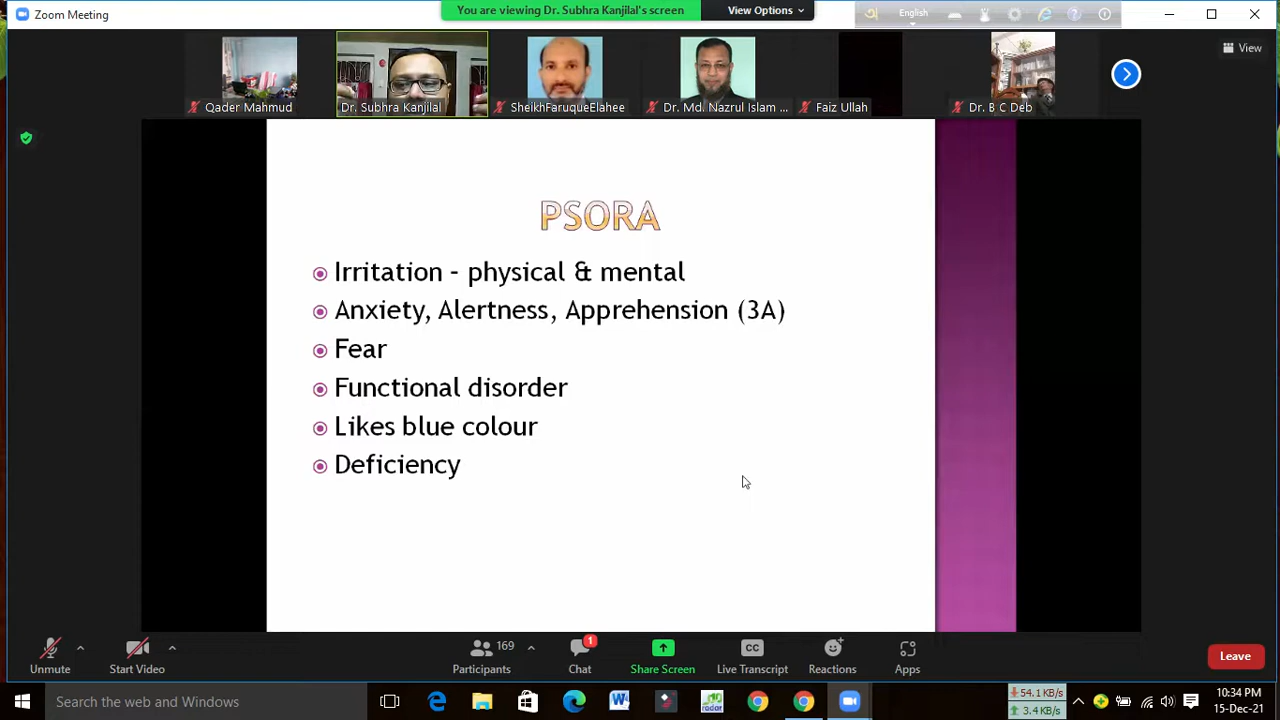 Zoom Meeting
You are viewing Dr. Subhra Kanjilal's screen
View Options
English
View
Qader Mahmud
Dr. Subhra Kanjilal
SheikhFaruqueElahee
Dr. Md. Nazrul Islam ...
Faiz Ullah
Dr. B C Deb
PSORA
Irritation - physical & mental
Anxiety, Alertness, Apprehension (3A)
Fear
Functional disorder
Likes blue colour
Deficiency
Unmute
Start Video
169
Participants
1
Chat
Share Screen
CC
Live Transcript
Reactions
Apps
Leave
Search the web and Windows
radar
54.1 KB/s
3.4 KB/s
10:34 PM
15-Dec-21